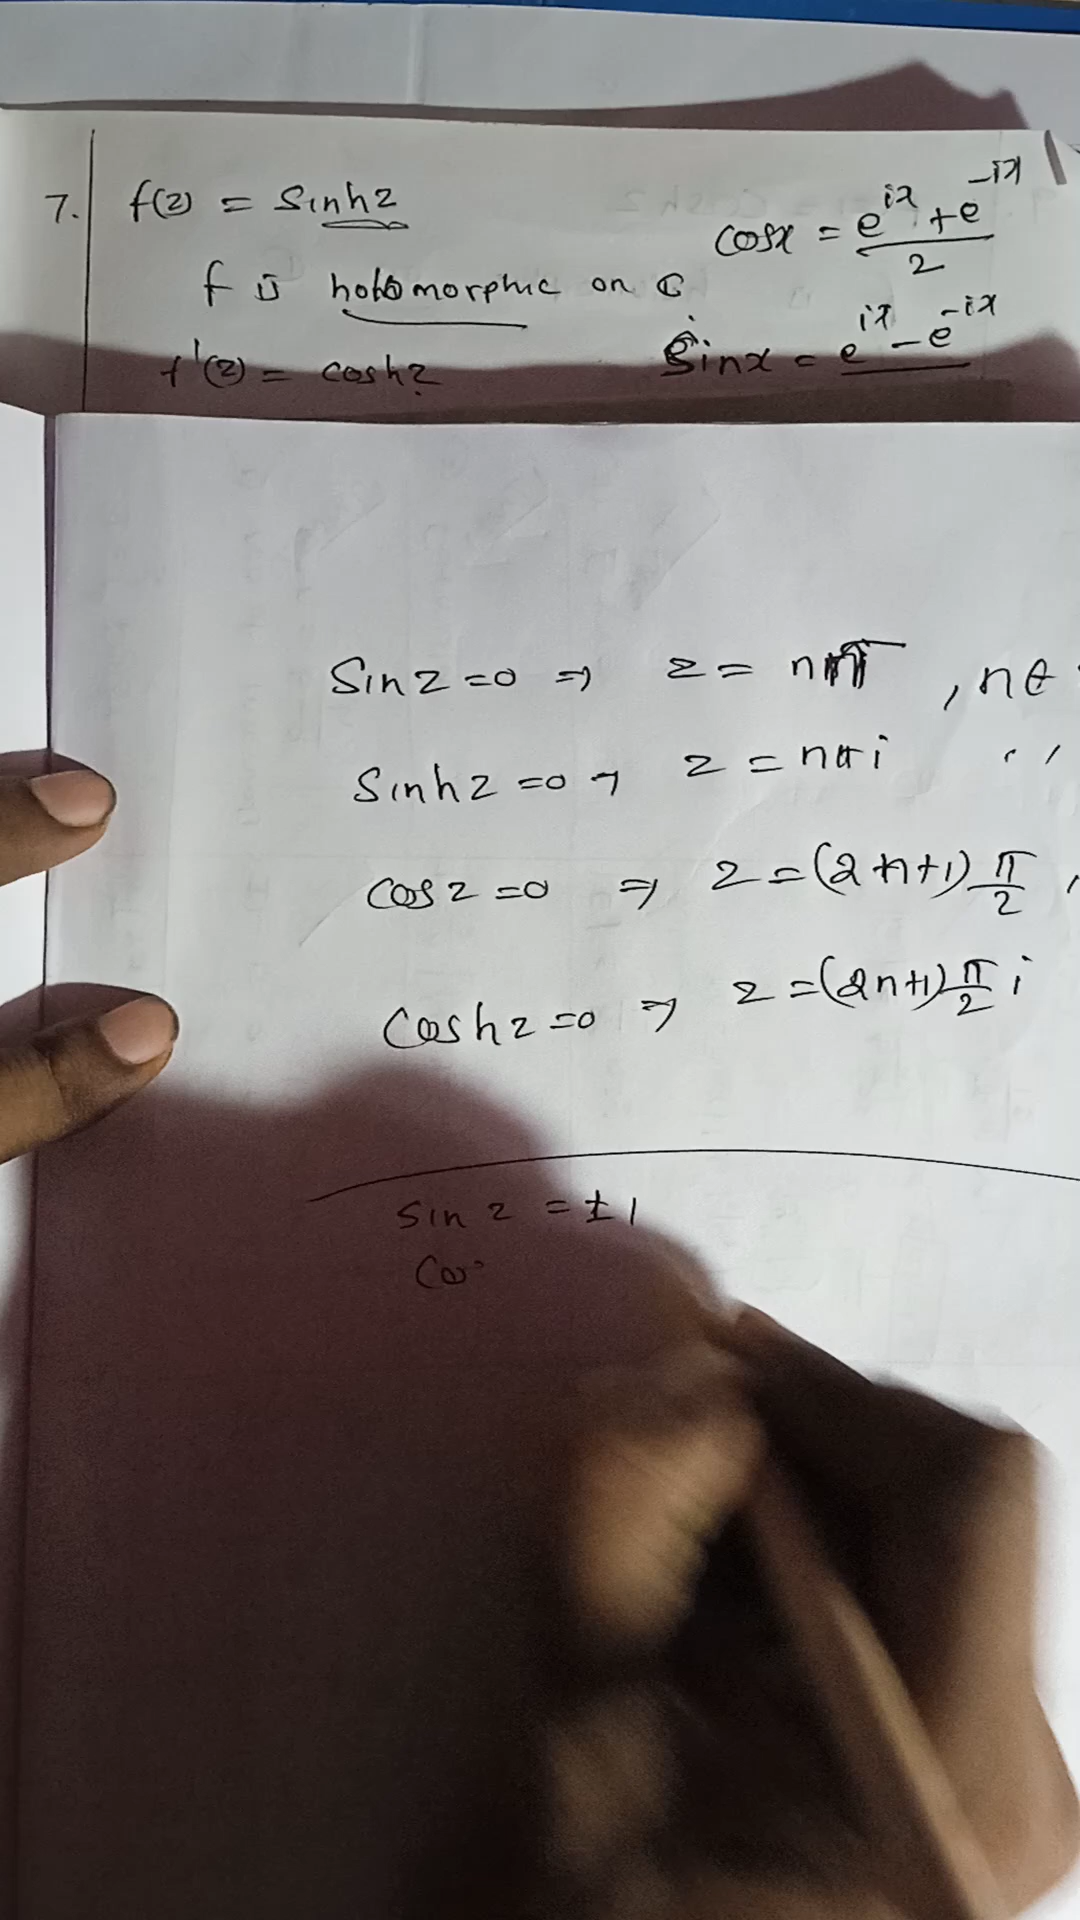 7. f(z) = Sinhz
cosx = e^{ix} + e^{-ix} / 2
f is holomorphic on ℂ
f'(z) = coshz
Sinx = e^{ix} - e^{-ix}
Sinz = 0 ⇒ z = nπ , n ∈
Sinhz = 0 ⇒ z = nπi
cosz = 0 ⇒ z = (2n+1) π/2 ,
Coshz = 0 ⇒ z = (2n+1) π/2 i
Sin z = ± 1
Cos